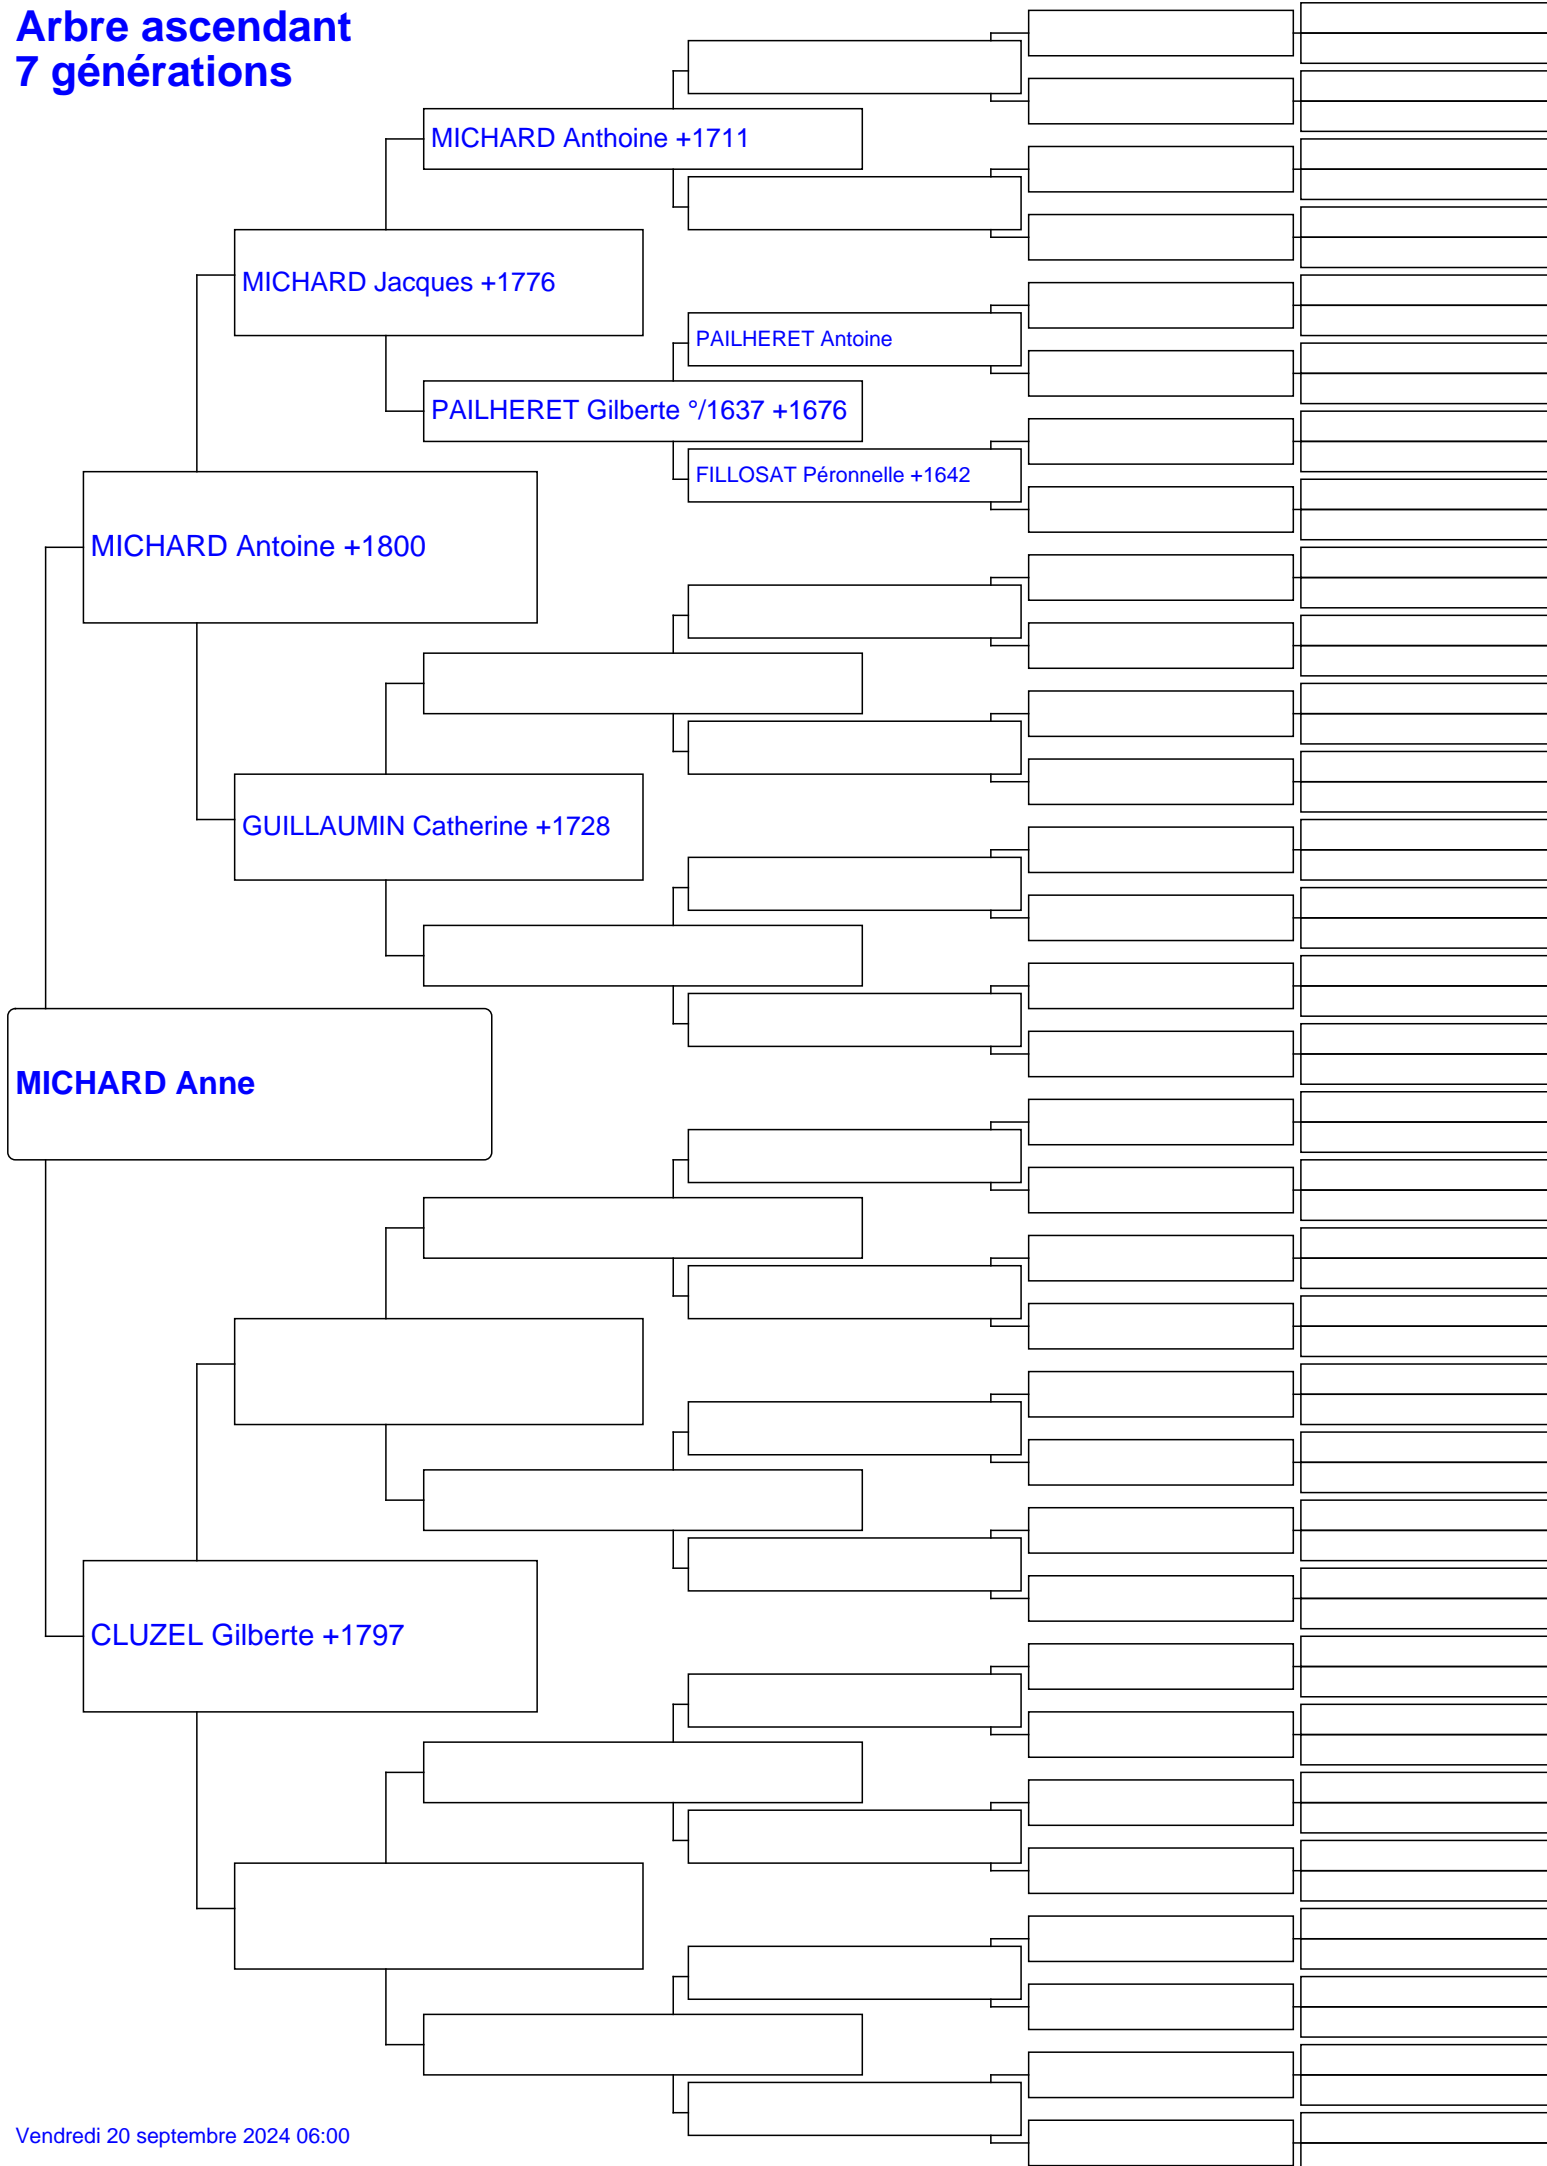 Arbre ascendant
7 générations
MICHARD Anthoine +1711
MICHARD Jacques +1776
PAILHERET Antoine
PAILHERET Gilberte °/1637 +1676
FILLOSAT Péronnelle +1642
MICHARD Antoine +1800
GUILLAUMIN Catherine +1728
MICHARD Anne
CLUZEL Gilberte +1797
Vendredi 20 septembre 2024 06:00